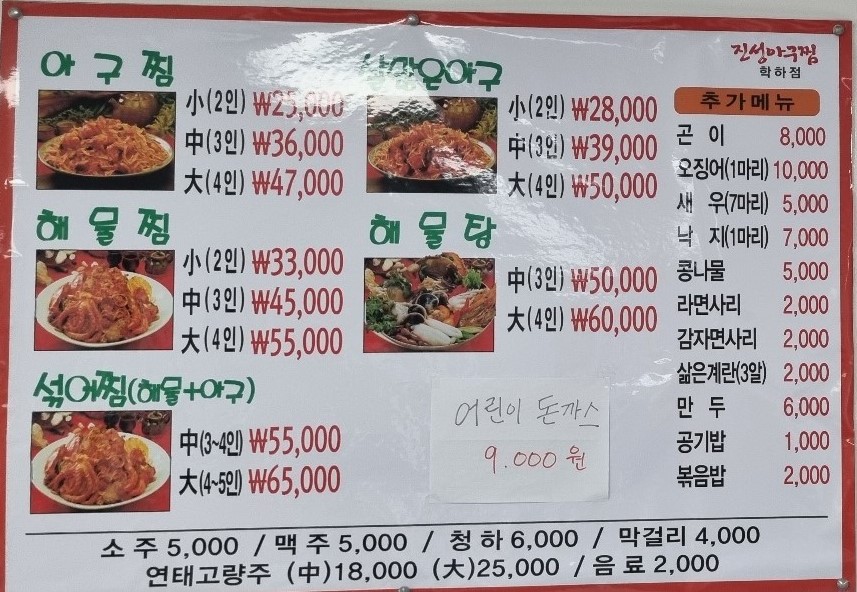 진성아구찜
학하점
아구찜
小(2인) ₩25,000
中(3인) ₩36,000
大(4인) ₩47,000
삶은아구
小(2인) ₩28,000
中(3인) ₩39,000
大(4인) ₩50,000
해물찜
小(2인) ₩33,000
中(3인) ₩45,000
大(4인) ₩55,000
해물탕
中(3인) ₩50,000
大(4인) ₩60,000
섞어찜(해물+아구)
中(3~4인) ₩55,000
大(4~5인) ₩65,000
어린이 돈까스
9.000 원
추가메뉴
곤이 8,000
오징어(1마리) 10,000
새우(7마리) 5,000
낙지(1마리) 7,000
콩나물 5,000
라면사리 2,000
감자면사리 2,000
삶은계란(3알) 2,000
만두 6,000
공기밥 1,000
볶음밥 2,000
소주 5,000 / 맥주 5,000 / 청하 6,000 / 막걸리 4,000
연태고량주 (中)18,000 (大)25,000 / 음료 2,000